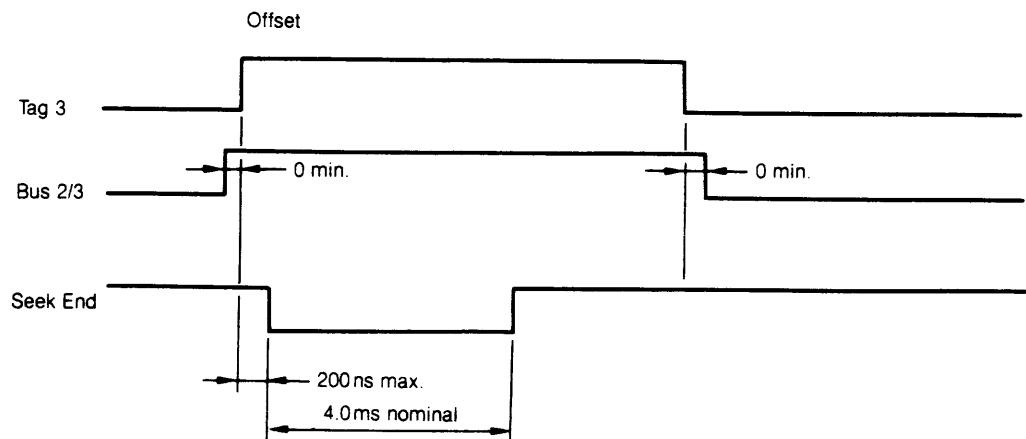 Offset
Tag 3
0 min.
0 min.
Bus 2/3
Seek End
200 ns max.
4.0 ms nominal